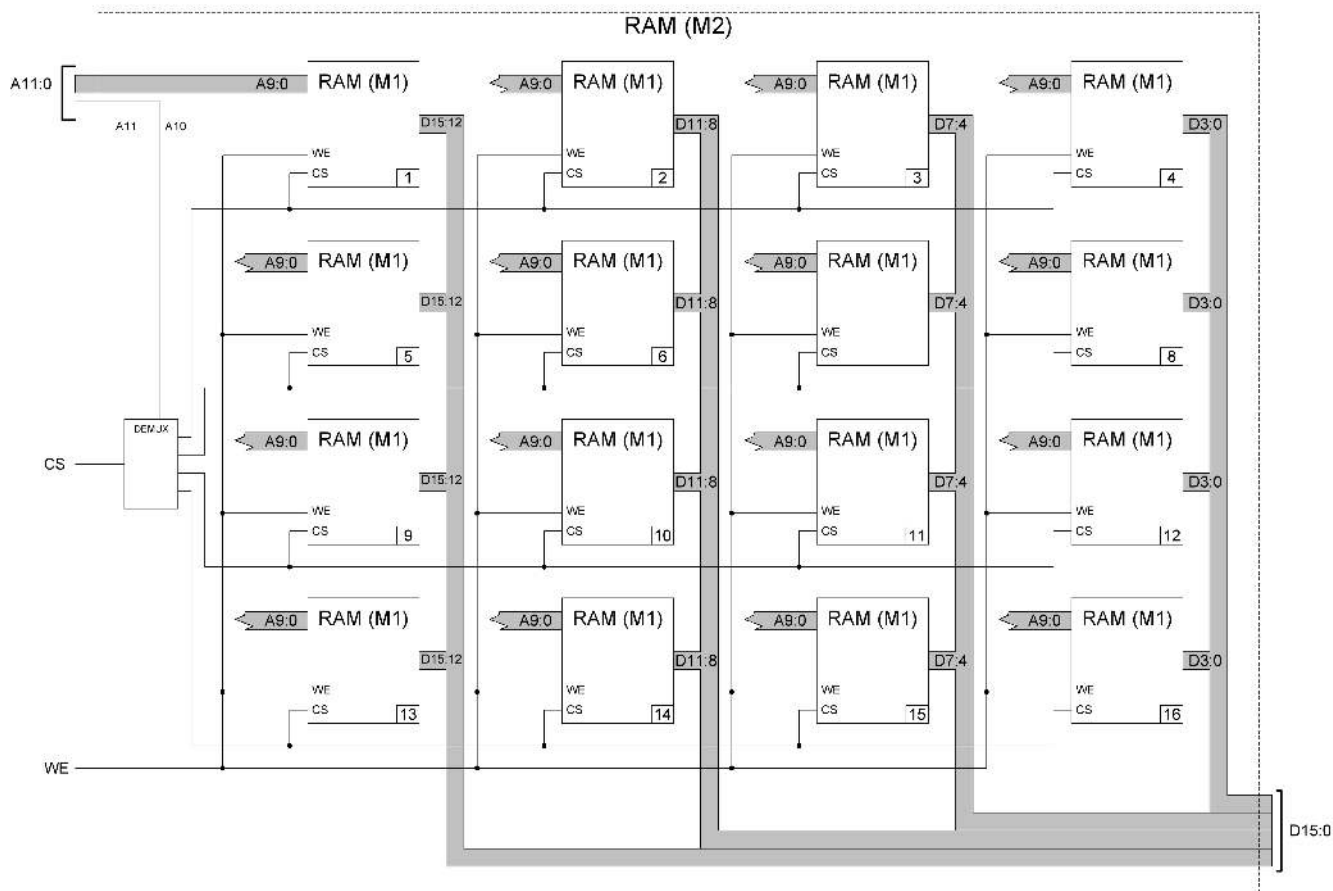 RAM (M2)
A11:0
A9:0 RAM (M1) A9:0 RAM (M1) A9:0 RAM (M1) A9:0 RAM (M1)
A11 A10 D15:12 D11:8 D7:4 D3:0
WE WE WE WE
CS 1 CS 2 CS 3 CS 4
A9:0 RAM (M1) A9:0 RAM (M1) A9:0 RAM (M1) A9:0 RAM (M1)
D15:12 D11:8 D7:4 D3:0
WE WE WE WE
CS 5 CS 6 CS CS 8
DEMUX A9:0 RAM (M1) A9:0 RAM (M1) A9:0 RAM (M1) A9:0 RAM (M1)
CS D15:12 D11:8 D7:4 D3:0
WE WE WE WE
CS 9 CS 10 CS 11 CS 12
A9:0 RAM (M1) A9:0 RAM (M1) A9:0 RAM (M1) A9:0 RAM (M1)
D15:12 D11:8 D7:4 D3:0
WE WE WE WE
CS 13 CS 14 CS 15 CS 16
WE
D15:0